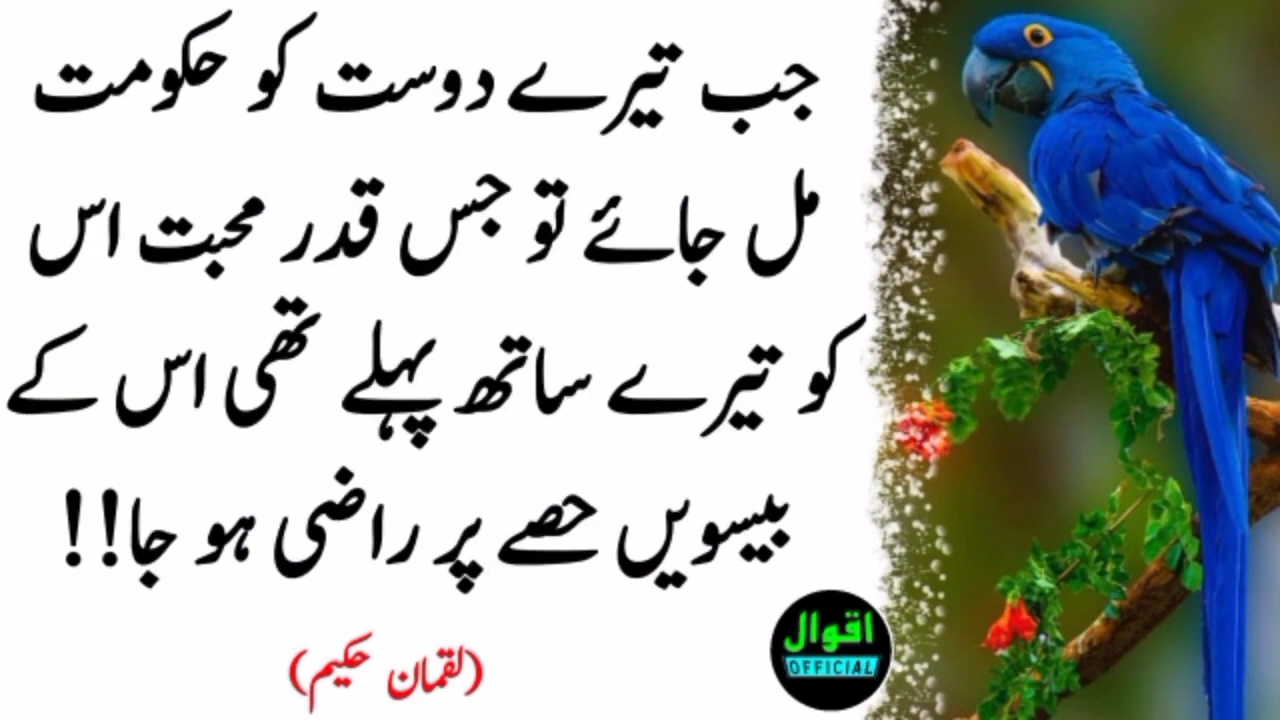 جب تیرے دوست کو حکومت
مل جائے تو جس قدر محبت اس
کو تیرے ساتھ پہلے تھی اس کے
بیسویں حصے پر راضی ہو جا!!
(لقمان حکیم)
اقوال
OFFICIAL